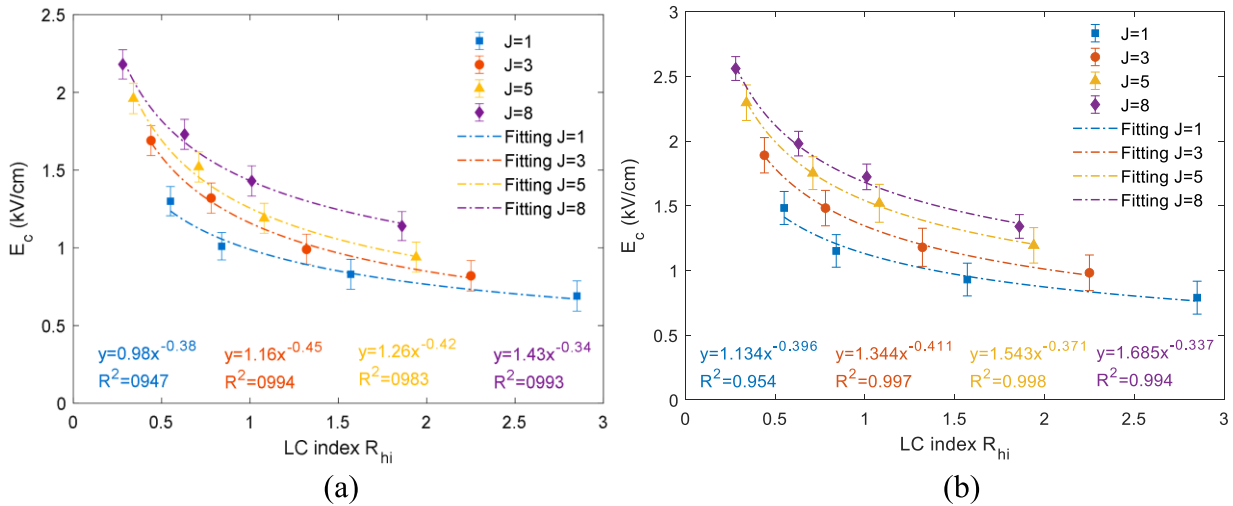 2.5
2
1.5
1
0.5
0
E_c (kV/cm)
J=1
J=3
J=5
J=8
Fitting J=1
Fitting J=3
Fitting J=5
Fitting J=8
y=0.98x^-0.38 y=1.16x^-0.45 y=1.26x^-0.42 y=1.43x^-0.34
R^2=0947 R^2=0994 R^2=0983 R^2=0993
0 0.5 1 1.5 2 2.5 3
LC index R_hi
(a)
3
2.5
2
1.5
1
0.5
0
E_c (kV/cm)
J=1
J=3
J=5
J=8
Fitting J=1
Fitting J=3
Fitting J=5
Fitting J=8
y=1.134x^-0.396 y=1.344x^-0.411 y=1.543x^-0.371 y=1.685x^-0.337
R^2=0.954 R^2=0.997 R^2=0.998 R^2=0.994
0 0.5 1 1.5 2 2.5 3
LC index R_hi
(b)